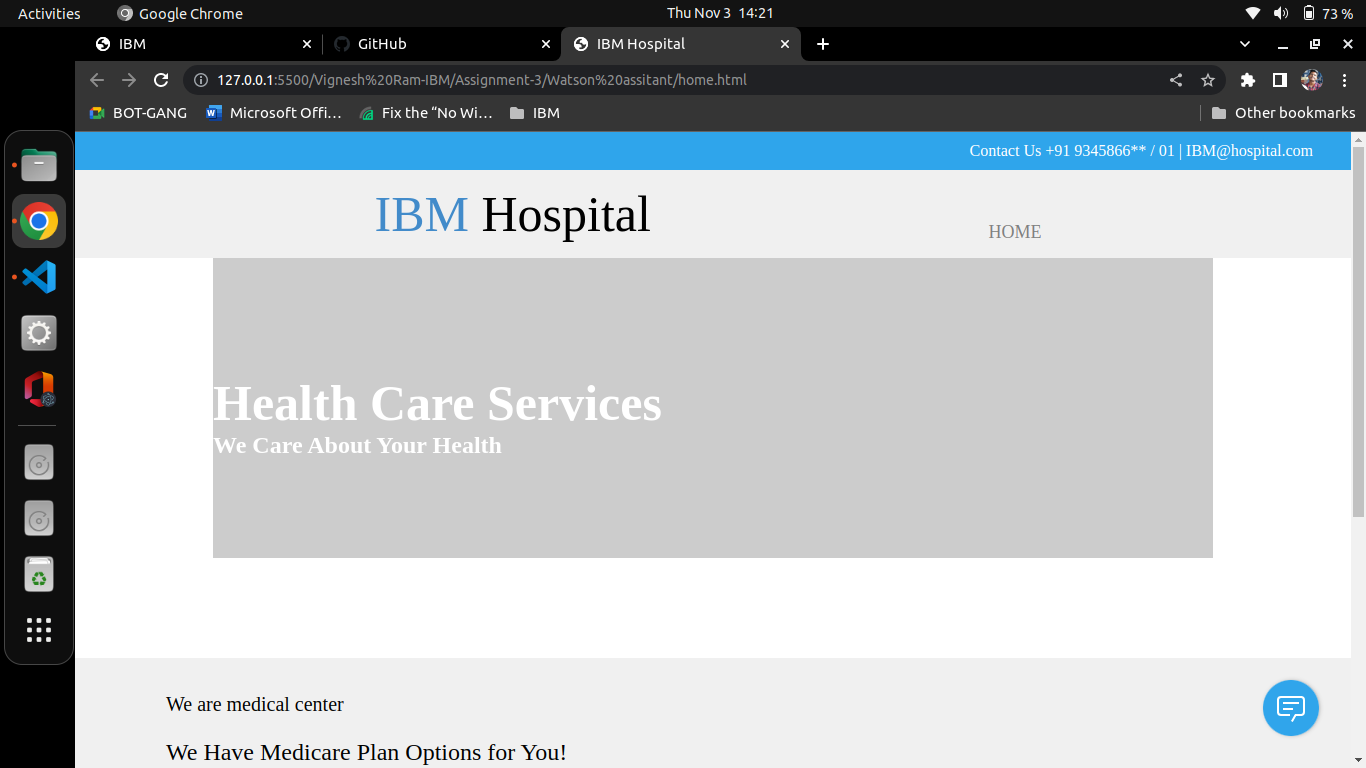 Activities Google Chrome Thu Nov 3 14:21 73 %
IBM GitHub IBM Hospital
127.0.0.1:5500/Vignesh%20Ram-IBM/Assignment-3/Watson%20assitant/home.html
BOT-GANG Microsoft Offi… Fix the “No Wi… IBM Other bookmarks
Contact Us +91 9345866** / 01 | IBM@hospital.com
IBM Hospital
HOME
Health Care Services
We Care About Your Health
We are medical center
We Have Medicare Plan Options for You!